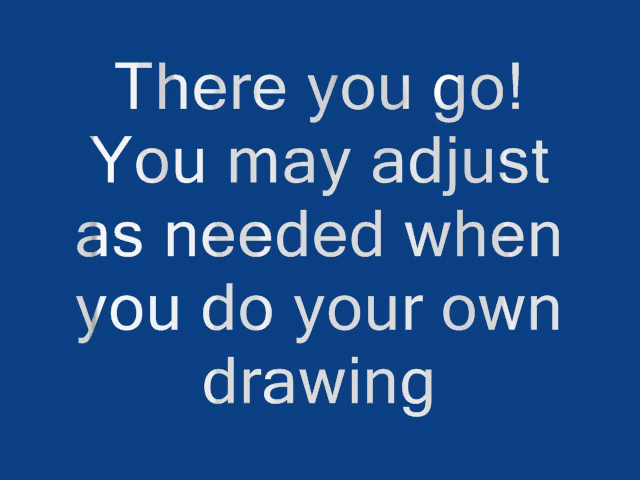 There you go!
You may adjust
as needed when
you do your own
drawing